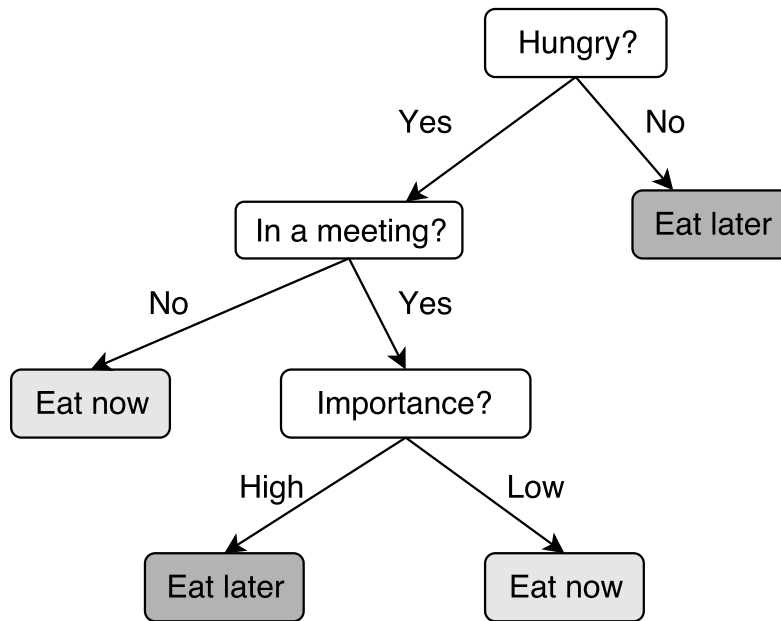 Hungry?
Yes
No
In a meeting?
Eat later
No
Yes
Eat now
Importance?
High
Low
Eat later
Eat now